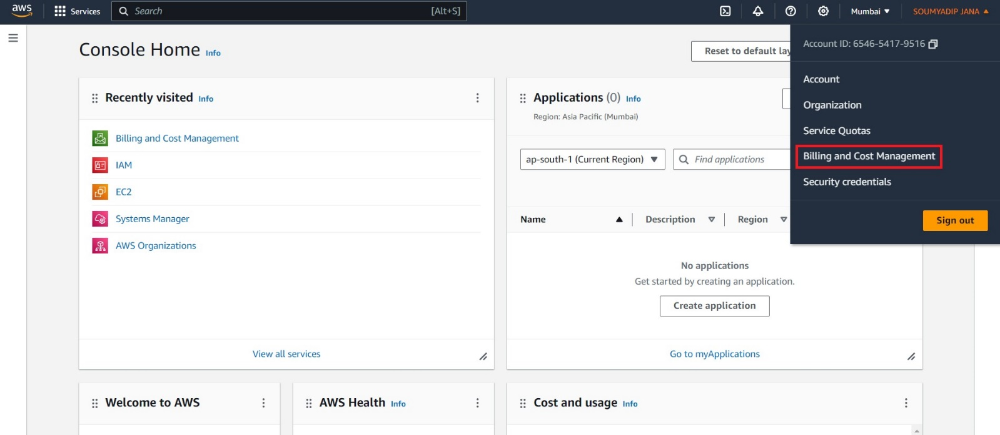 aws
Services
Search
[Alt+S]
Mumbai
SOUMYADIP JANA
Account ID: 6546-5417-9516
Account
Organization
Service Quotas
Billing and Cost Management
Security credentials
Sign out
Console Home Info
Reset to default lay
Recently visited Info
Billing and Cost Management
IAM
EC2
Systems Manager
AWS Organizations
View all services
Applications (0) Info
Region: Asia Pacific (Mumbai)
ap-south-1 (Current Region)
Find applications
Name
Description
Region
No applications
Get started by creating an application.
Create application
Go to myApplications
Welcome to AWS
AWS Health Info
Cost and usage Info